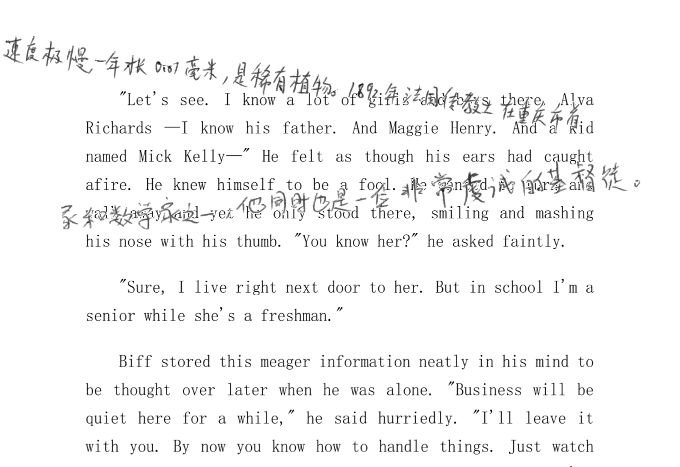 速度极慢一年长 毫米,是稀有植物。1892年法国传教士在重庆
"Let's see. I know a lot of girls and boys there, Alva
Richards —I know his father. And Maggie Henry. And a kid
named Mick Kelly—" He felt as though his ears had caught
afire. He knew himself to be a fool. He wanted to turn and
家和数学家之一,他同时也是一位非常虔诚的基督徒。
walk away and yet he only stood there, smiling and mashing
his nose with his thumb. "You know her?" he asked faintly.
"Sure, I live right next door to her. But in school I'm a
senior while she's a freshman."
Biff stored this meager information neatly in his mind to
be thought over later when he was alone. "Business will be
quiet here for a while," he said hurriedly. "I'll leave it
with you. By now you know how to handle things. Just watch